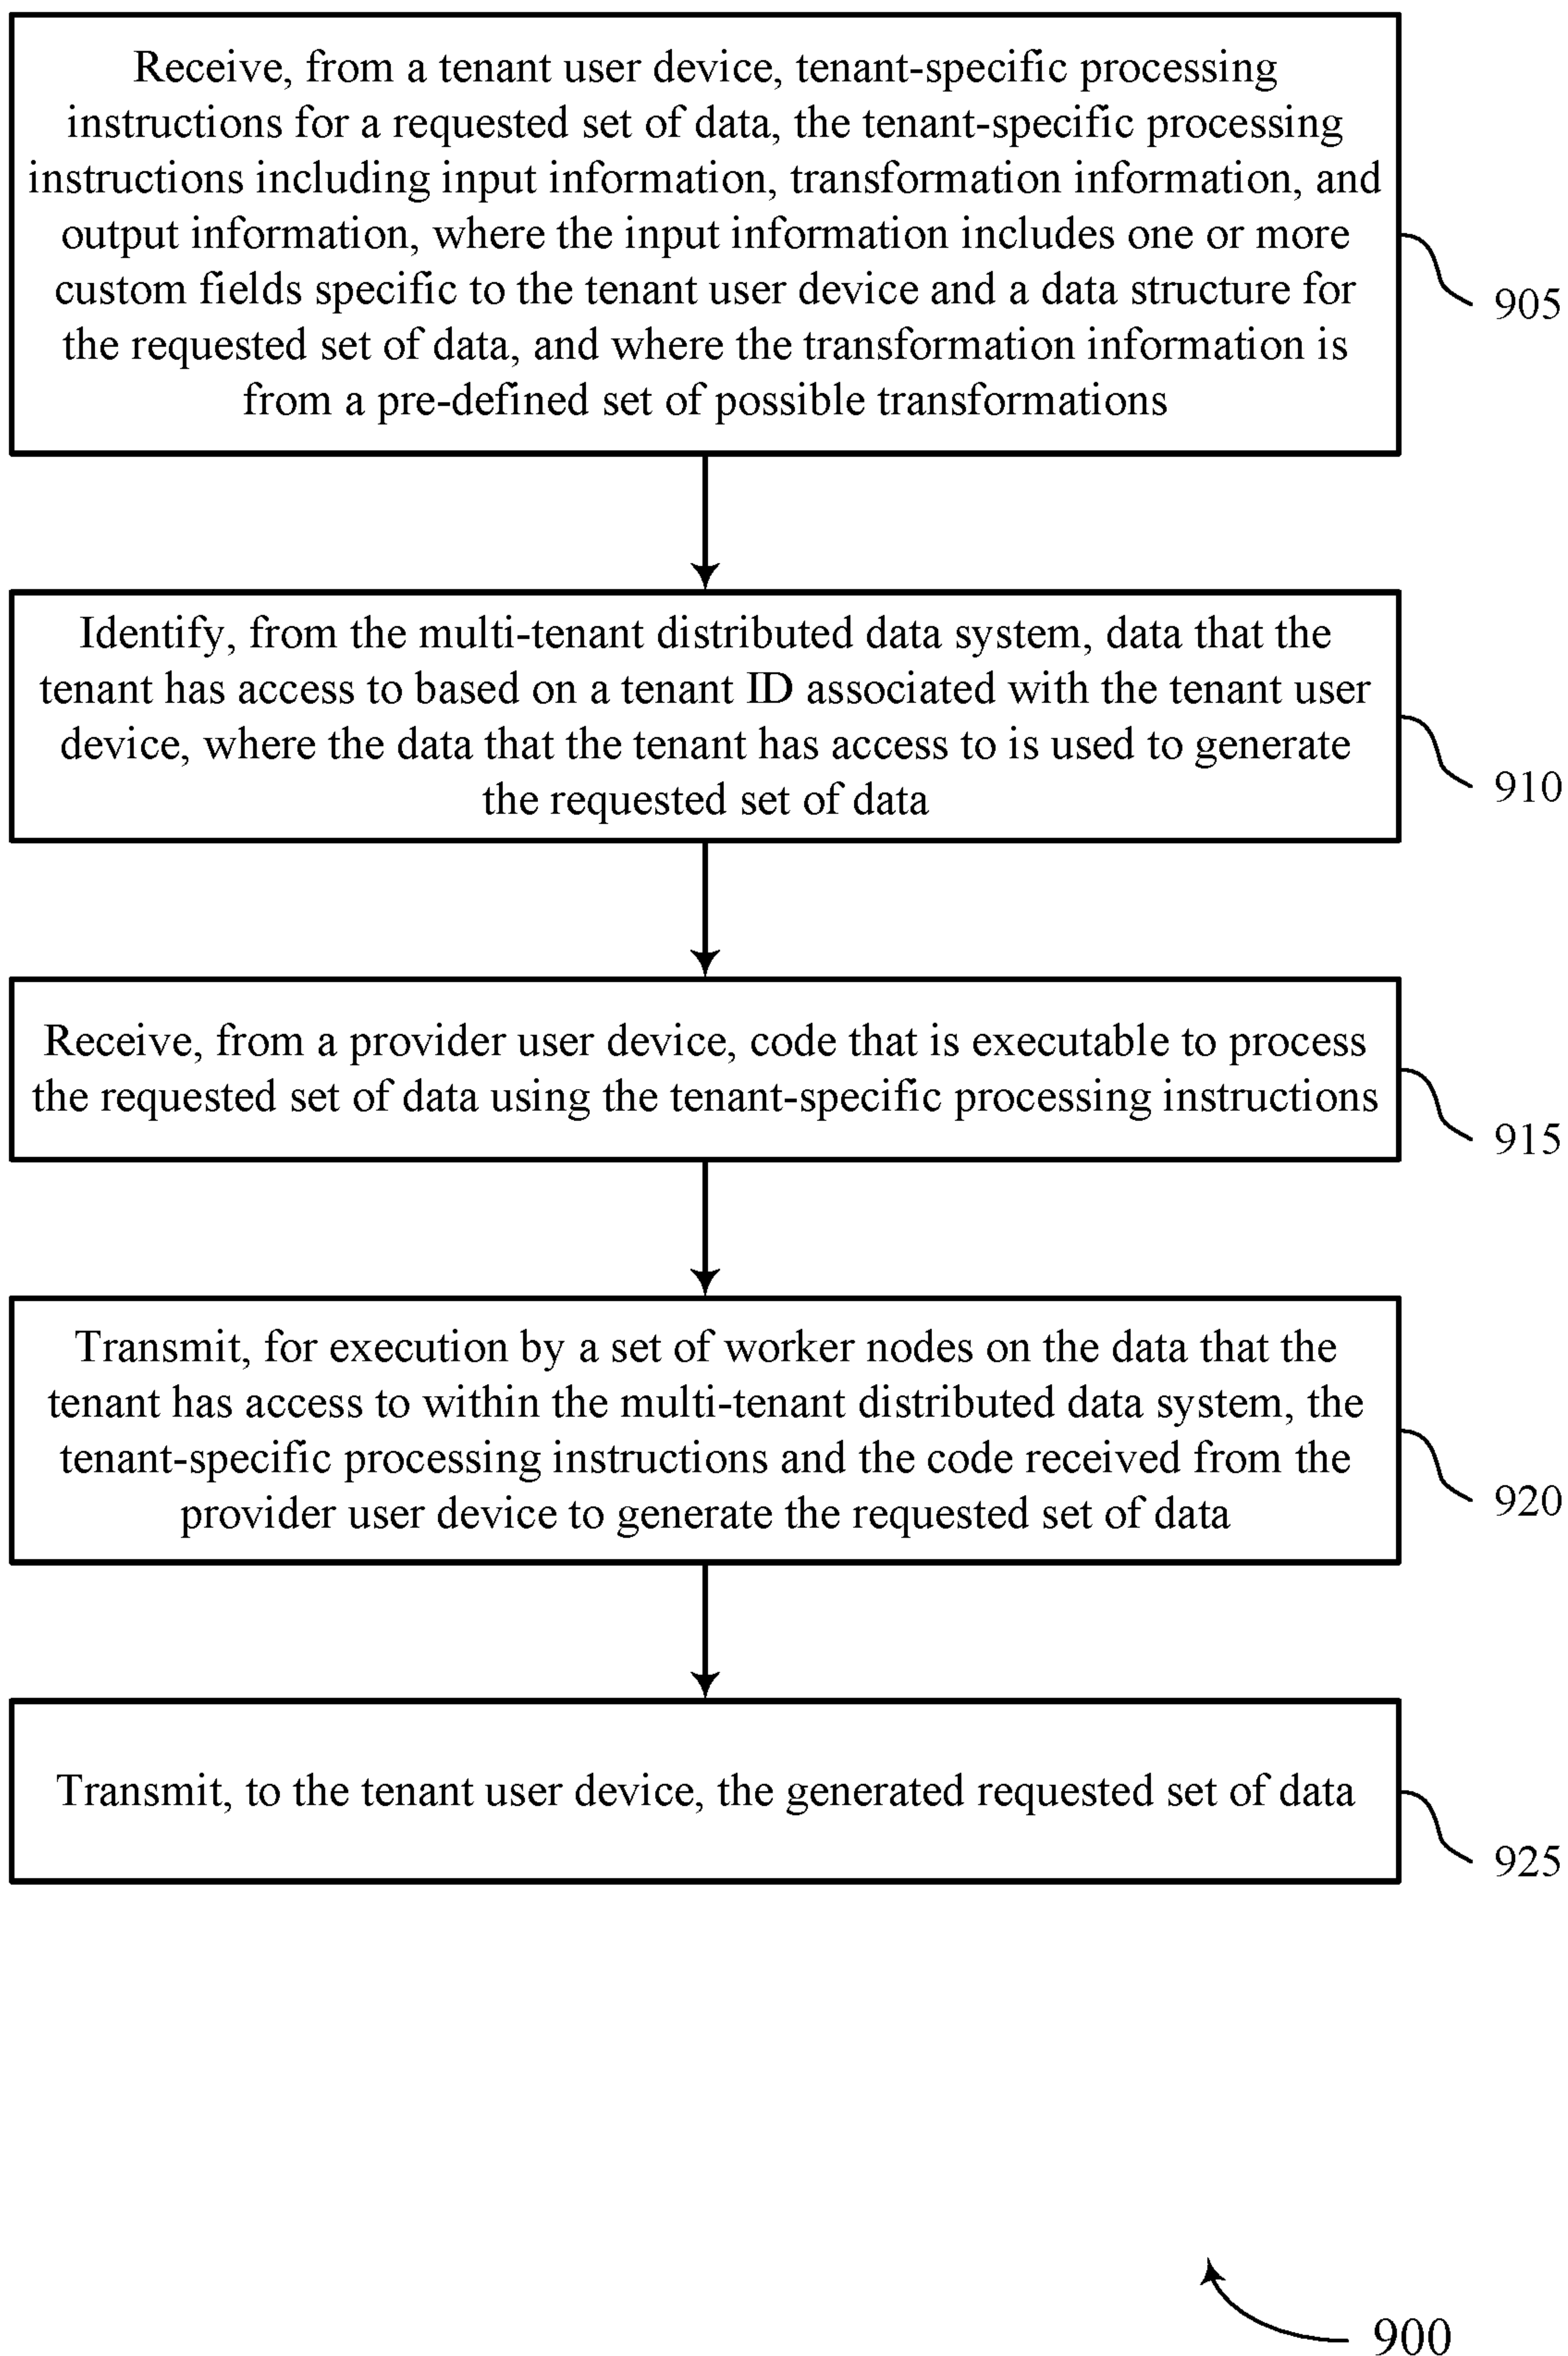 Receive, from a tenant user device, tenant-specific processing
instructions for a requested set of data, the tenant-specific processing
instructions including input information, transformation information, and
output information, where the input information includes one or more
custom fields specific to the tenant user device and a data structure for
the requested set of data, and where the transformation information is
from a pre-defined set of possible transformations
905
Identify, from the multi-tenant distributed data system, data that the
tenant has access to based on a tenant ID associated with the tenant user
device, where the data that the tenant has access to is used to generate
the requested set of data
910
Receive, from a provider user device, code that is executable to process
the requested set of data using the tenant-specific processing instructions
915
Transmit, for execution by a set of worker nodes on the data that the
tenant has access to within the multi-tenant distributed data system, the
tenant-specific processing instructions and the code received from the
provider user device to generate the requested set of data
920
Transmit, to the tenant user device, the generated requested set of data
925
900